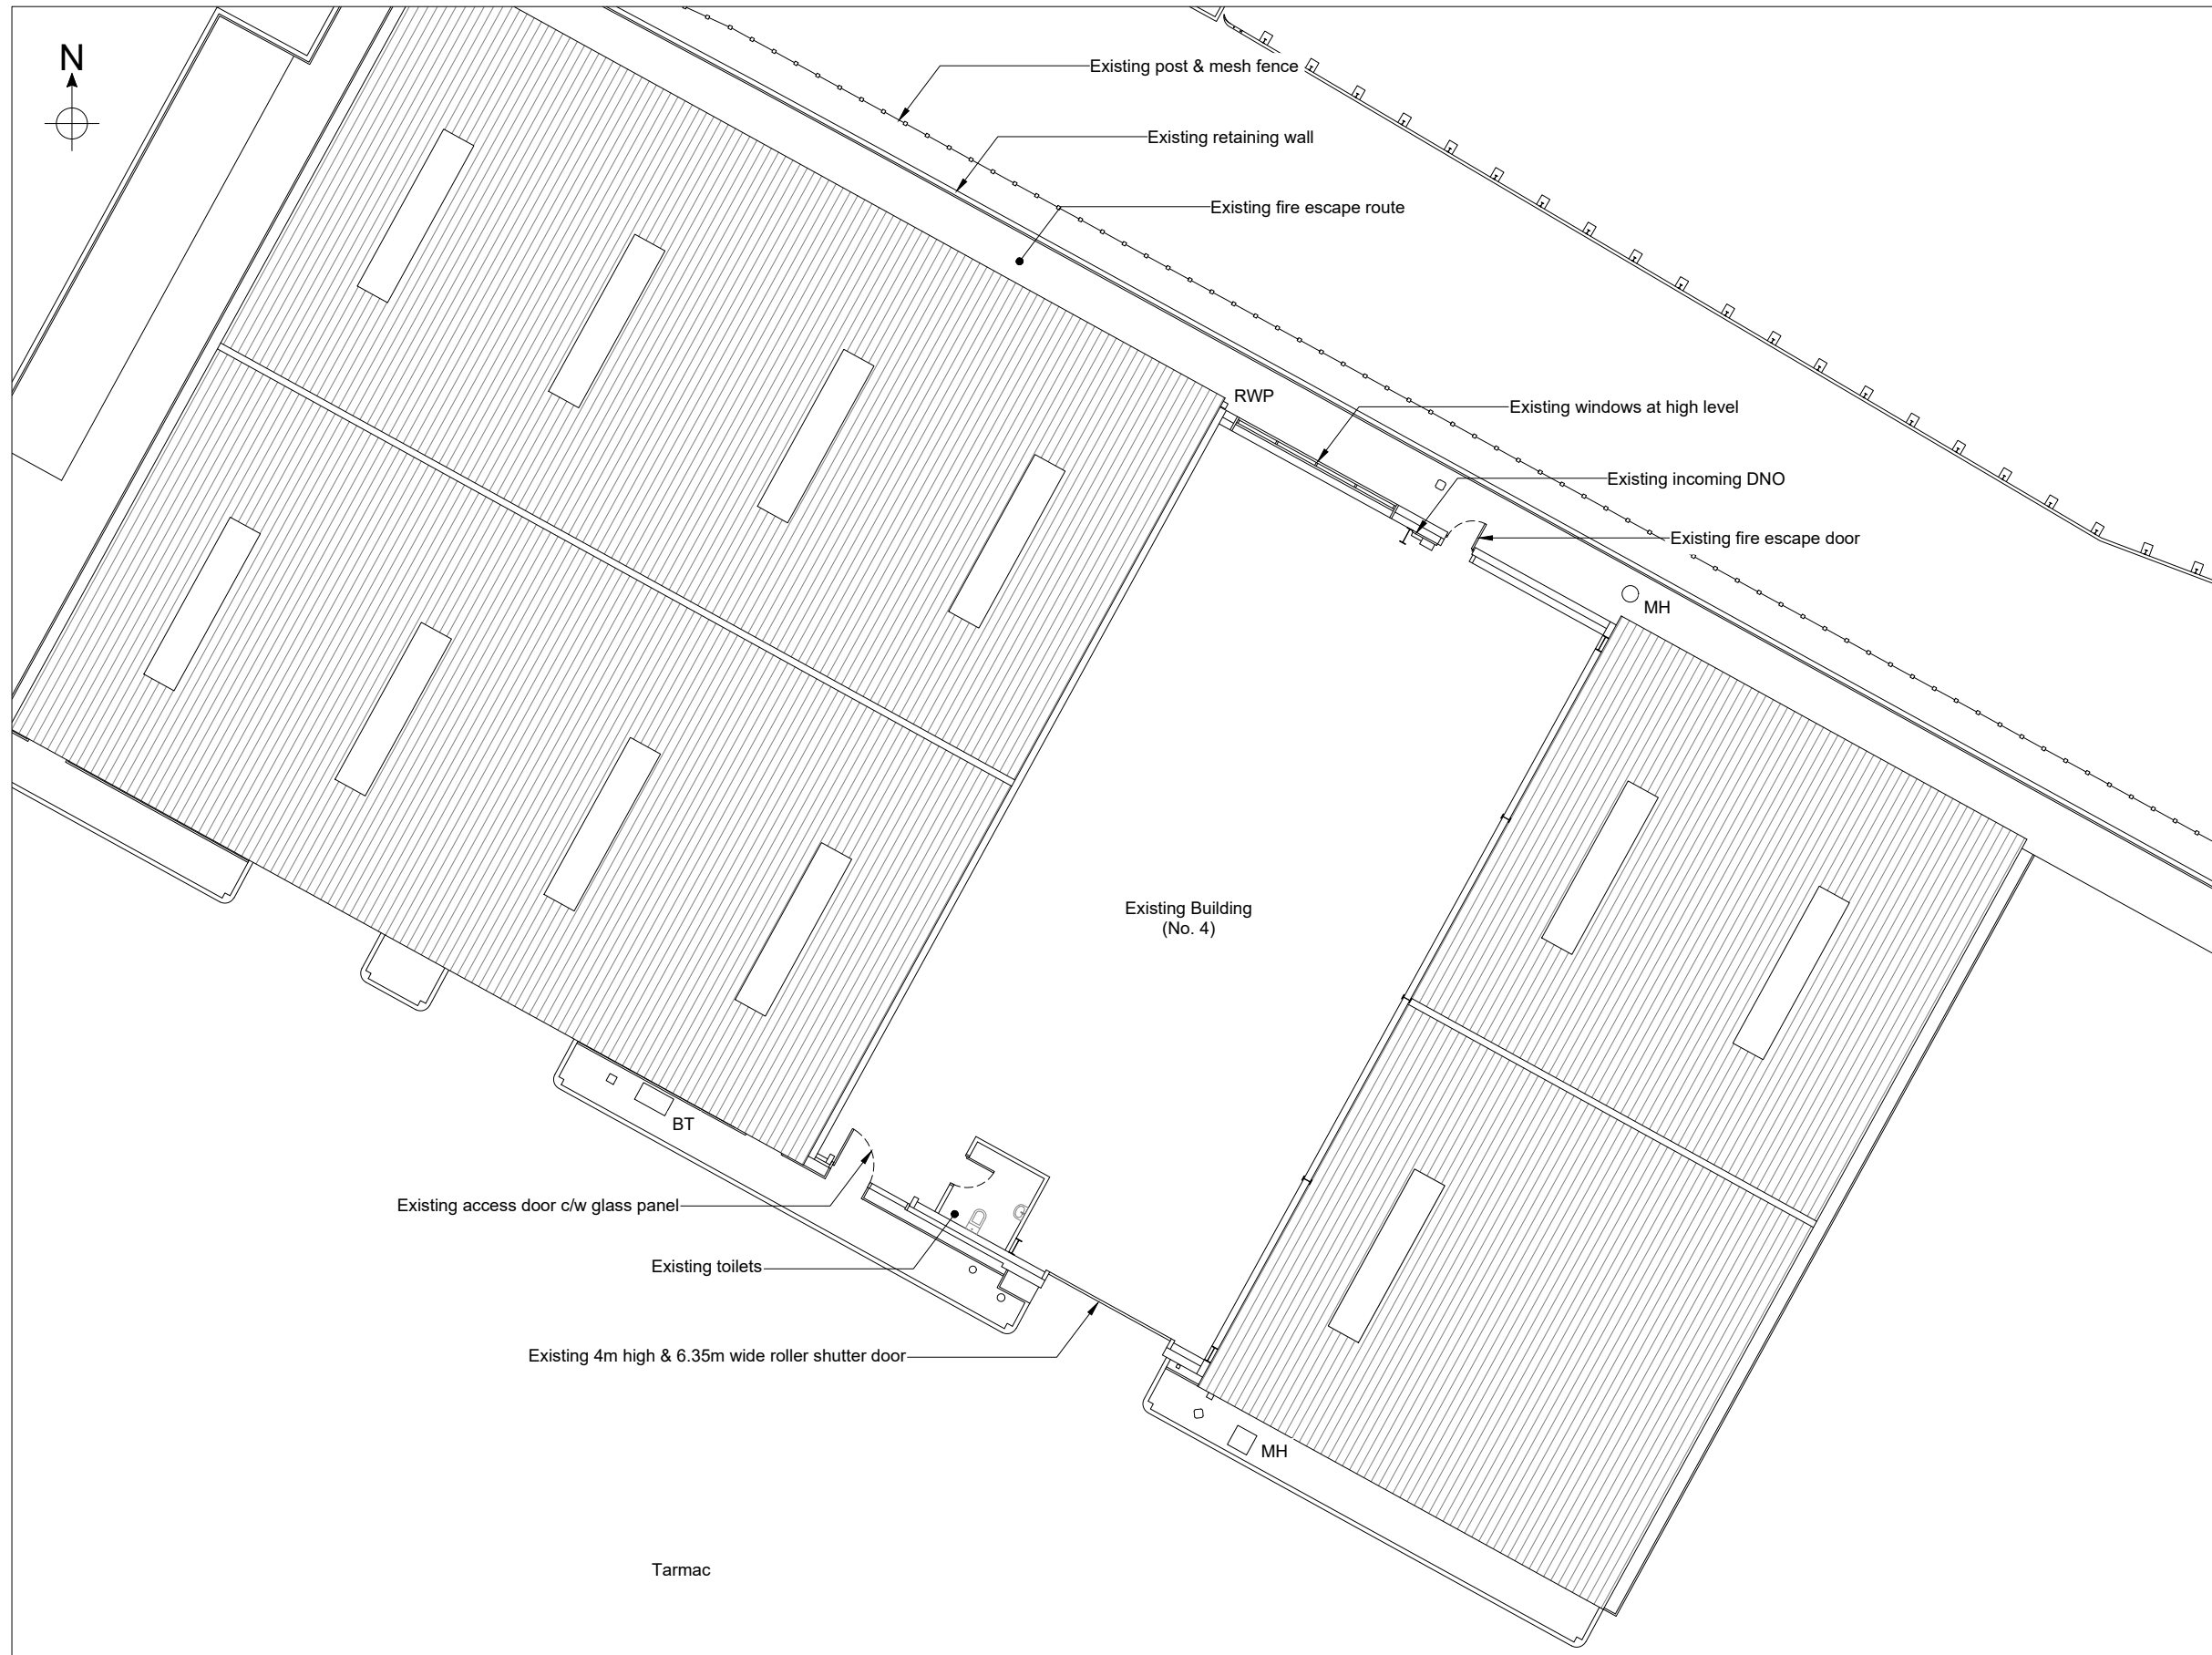 N
Existing post & mesh fence
Existing retaining wall
Existing fire escape route
RWP
Existing windows at high level
Existing incoming DNO
Existing fire escape door
MH
Existing Building
(No. 4)
BT
Existing access door c/w glass panel
Existing toilets
Existing 4m high & 6.35m wide roller shutter door
MH
Tarmac